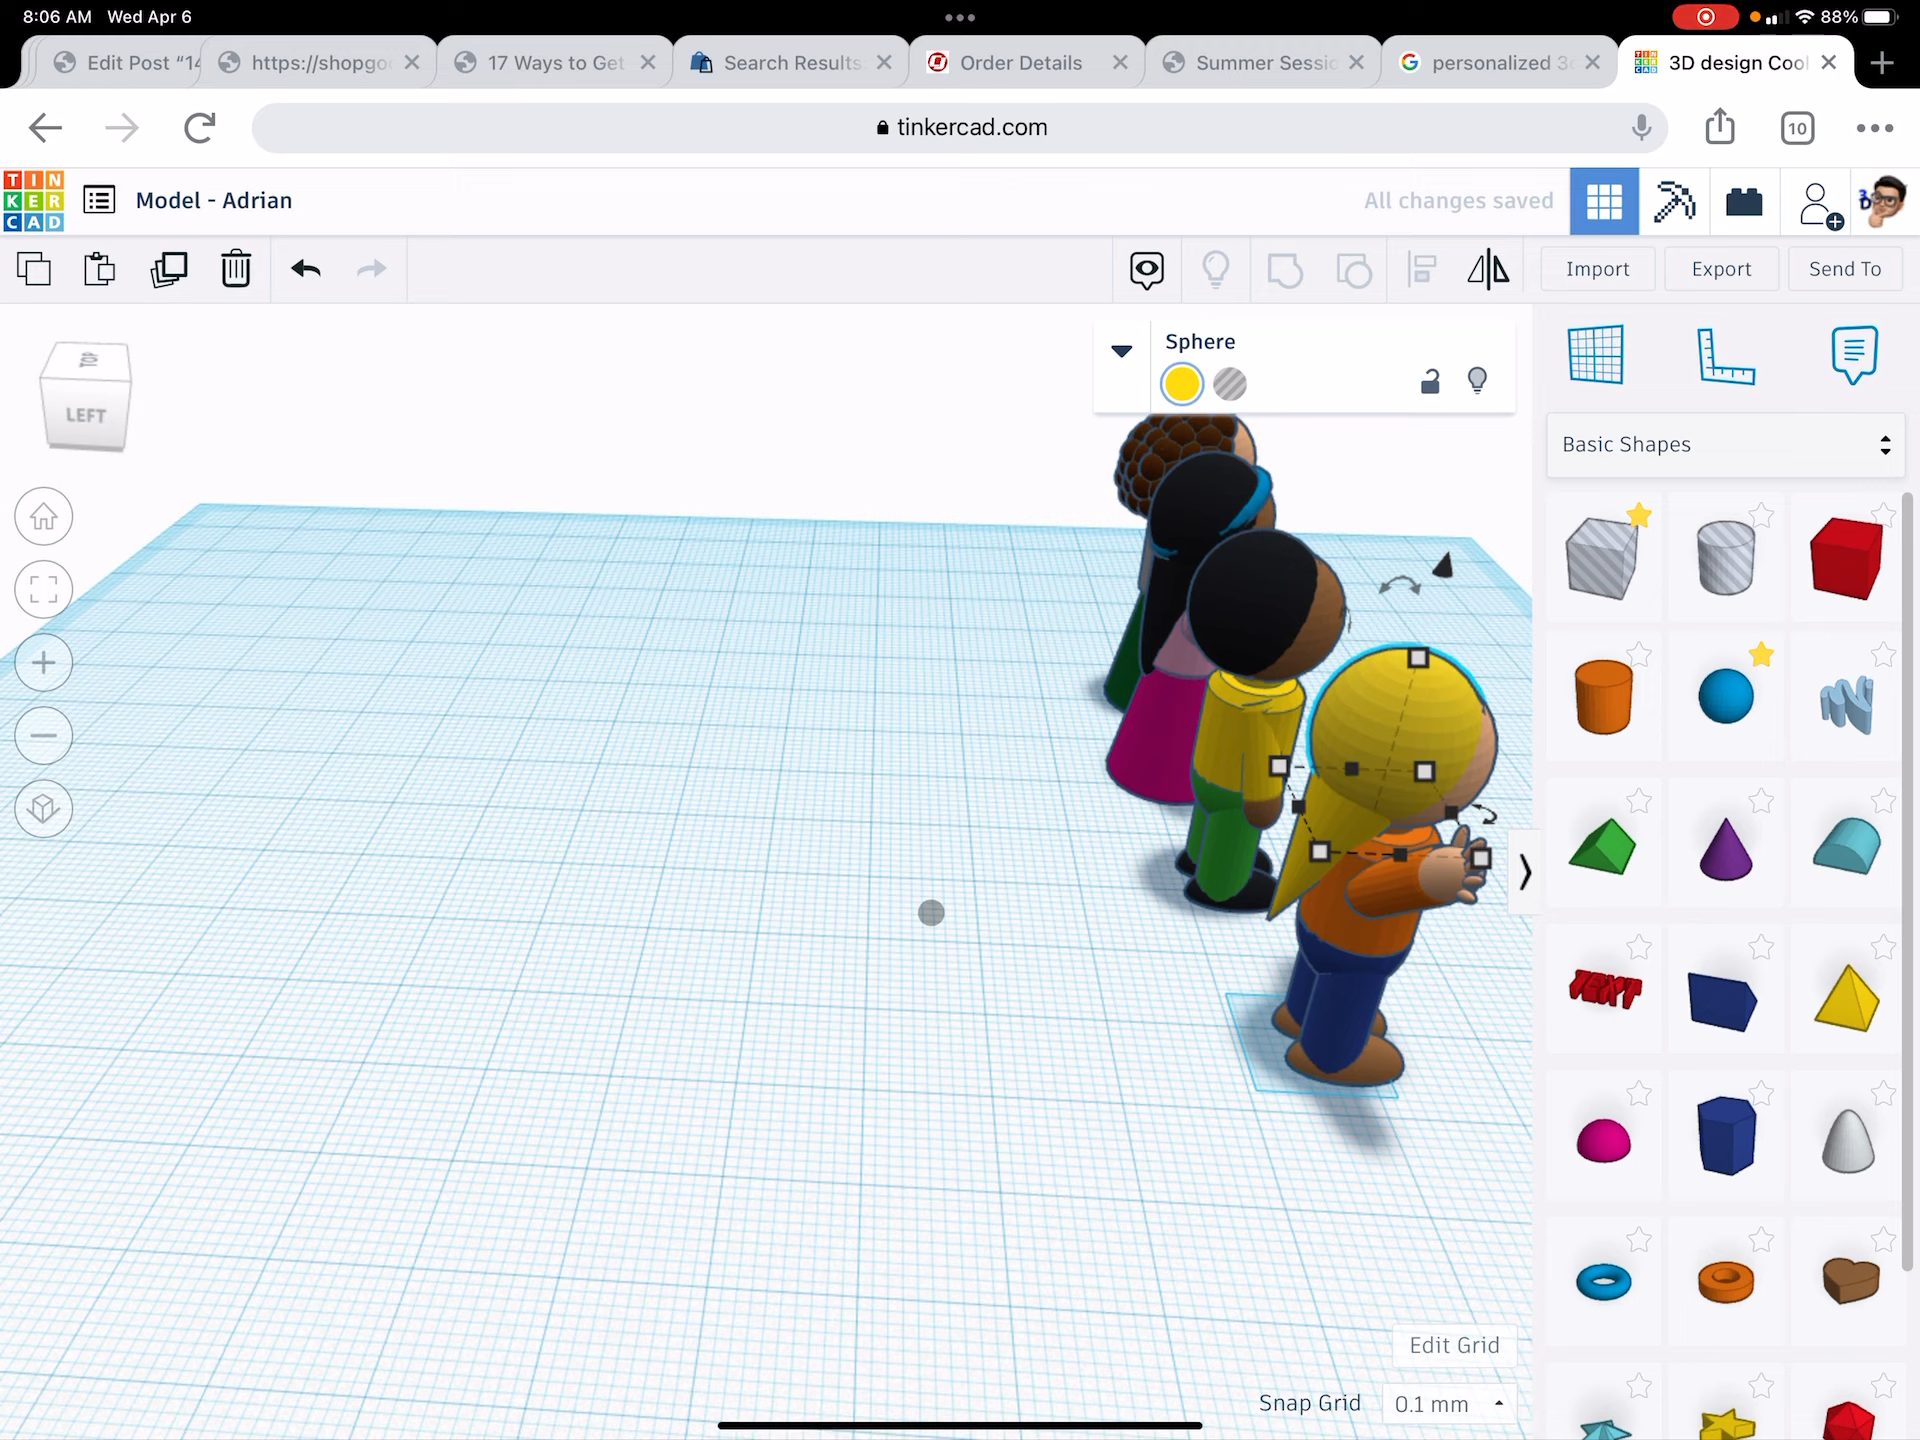 8:06 AM Wed Apr 6
88%
Edit Post “14
https://shopgo
17 Ways to Get
Search Results
Order Details
Summer Sessic
personalized 3
3D design Cool
tinkercad.com
10
TIN
KER
CAD
Model - Adrian
All changes saved
Import
Export
Send To
Sphere
TOP
LEFT
Basic Shapes
TEXT
Edit Grid
Snap Grid
0.1 mm